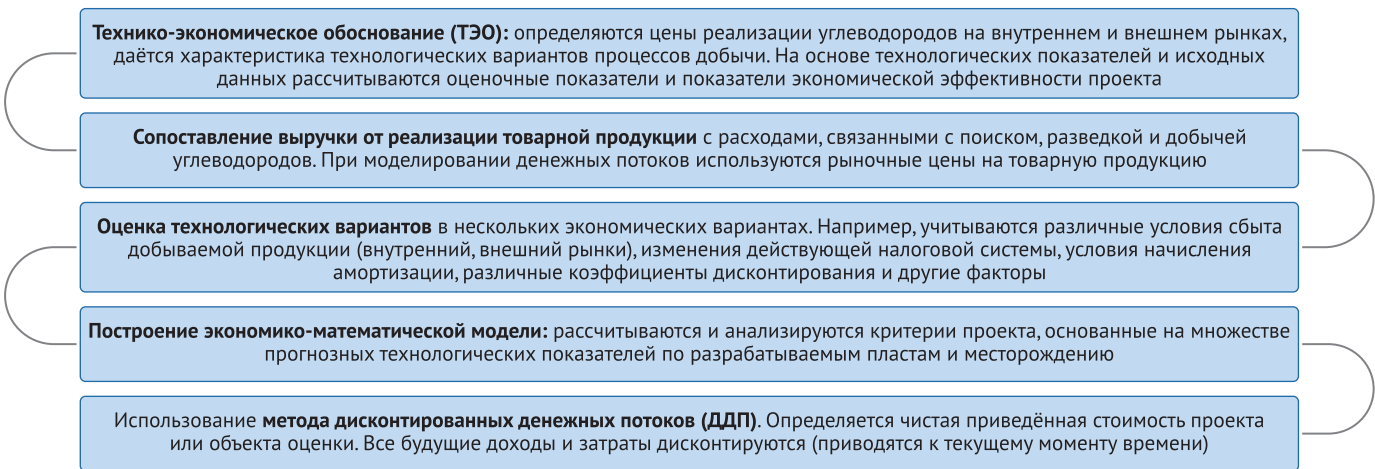 Технико-экономическое обоснование (ТЭО): определяются цены реализации углеводородов на внутреннем и внешнем рынках,
даётся характеристика технологических вариантов процессов добычи. На основе технологических показателей и исходных
данных рассчитываются оценочные показатели и показатели экономической эффективности проекта
Сопоставление выручки от реализации товарной продукции с расходами, связанными с поиском, разведкой и добычей
углеводородов. При моделировании денежных потоков используются рыночные цены на товарную продукцию
Оценка технологических вариантов в нескольких экономических вариантах. Например, учитываются различные условия сбыта
добываемой продукции (внутренний, внешний рынки), изменения действующей налоговой системы, условия начисления
амортизации, различные коэффициенты дисконтирования и другие факторы
Построение экономико-математической модели: рассчитываются и анализируются критерии проекта, основанные на множестве
прогнозных технологических показателей по разрабатываемым пластам и месторождению
Использование метода дисконтированных денежных потоков (ДДП). Определяется чистая приведённая стоимость проекта
или объекта оценки. Все будущие доходы и затраты дисконтируются (приводятся к текущему моменту времени)